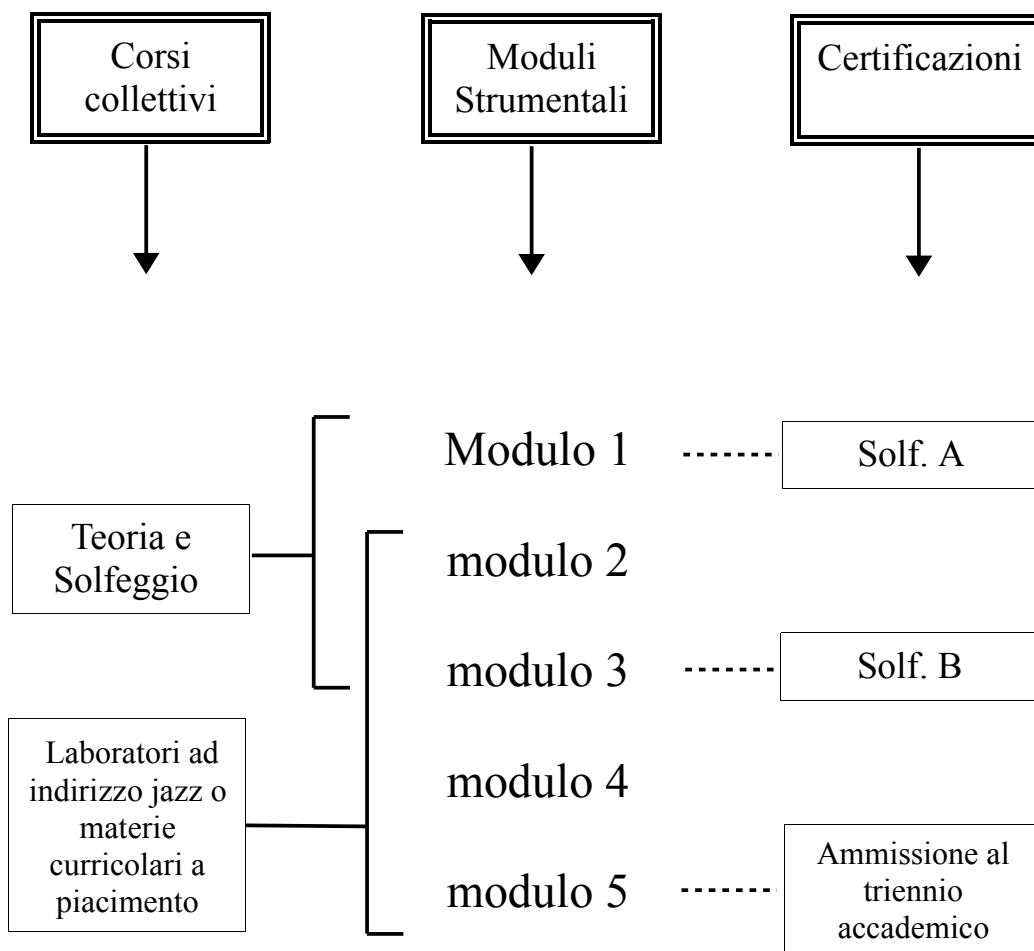 Corsi
collettivi
Moduli
Strumentali
Certificazioni
Modulo 1
Solf. A
Teoria e
Solfeggio
modulo 2
modulo 3
Solf. B
Laboratori ad
indirizzo jazz o
materie
curricolari a
piacimento
modulo 4
modulo 5
Ammissione al
triennio
accademico